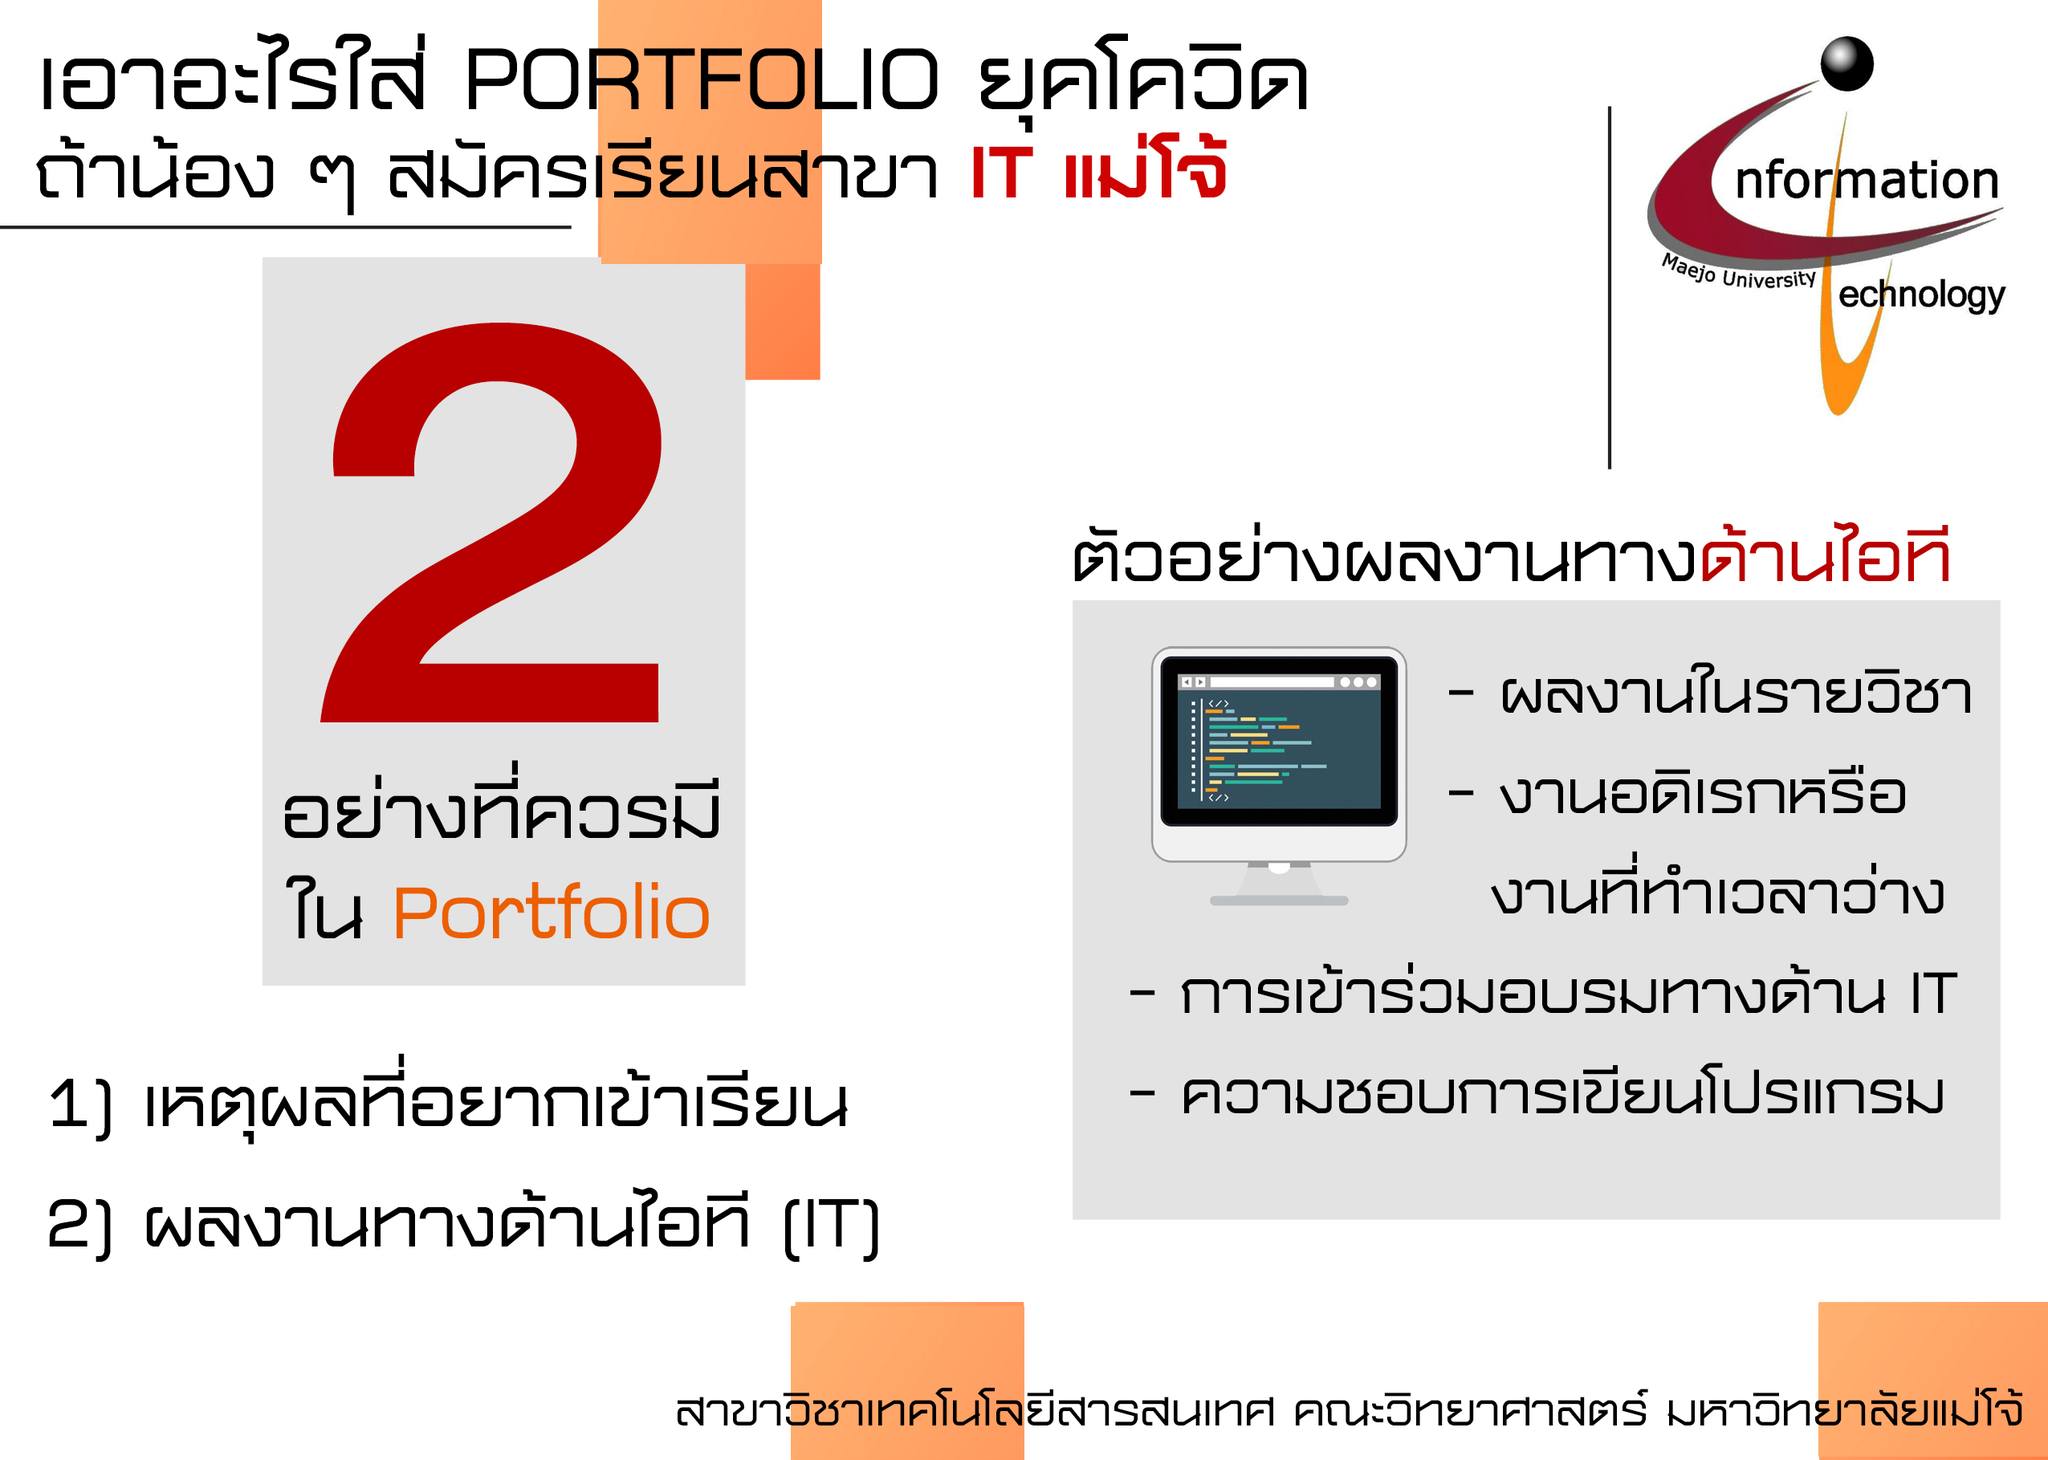 เอาอะไรใส่ PORTFOLIO ยุคโควิด
ถ้าน้อง ๆ สมัครเรียนสาขา IT แม่โจ้
nformation
Maejo University
echnology
2
อย่างที่ควรมี
ใน Portfolio
1) เหตุผลที่อยากเข้าเรียน
2) ผลงานทางด้านไอที (IT)
ตัวอย่างผลงานทางด้านไอที
- ผลงานในรายวิชา
- งานอดิเรกหรือ
งานที่ทำเวลาว่าง
- การเข้าร่วมอบรมทางด้าน IT
- ความชอบการเขียนโปรแกรม
</>
</>
สาขาวิชาเทคโนโลยีสารสนเทศ คณะวิทยาศาสตร์ มหาวิทยาลัยแม่โจ้